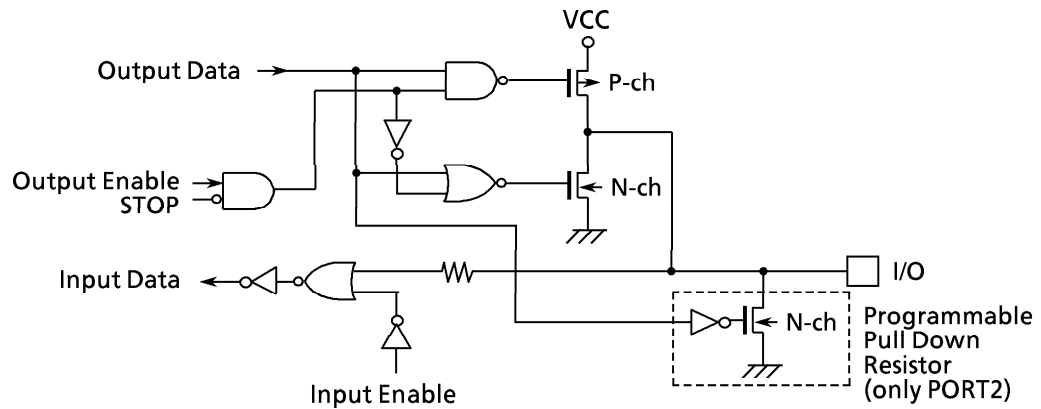 VCC
Output Data
P-ch
Output Enable
STOP
N-ch
Input Data
I/O
N-ch
Programmable
Pull Down
Resistor
(only PORT2)
Input Enable